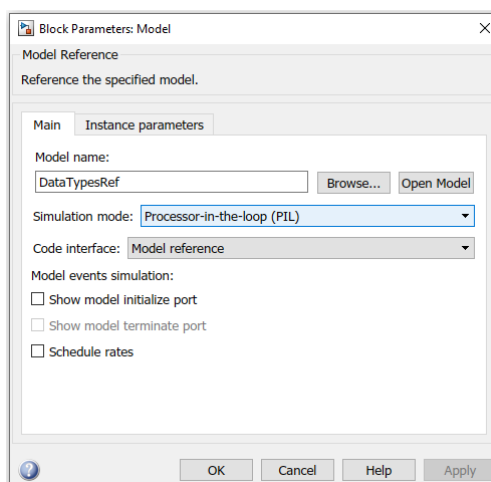 Block Parameters: Model
Model Reference
Reference the specified model.
Main Instance parameters
Model name:
DataTypesRef Browse... Open Model
Simulation mode: Processor-in-the-loop (PIL)
Code interface: Model reference
Model events simulation:
Show model initialize port
Show model terminate port
Schedule rates
OK Cancel Help Apply